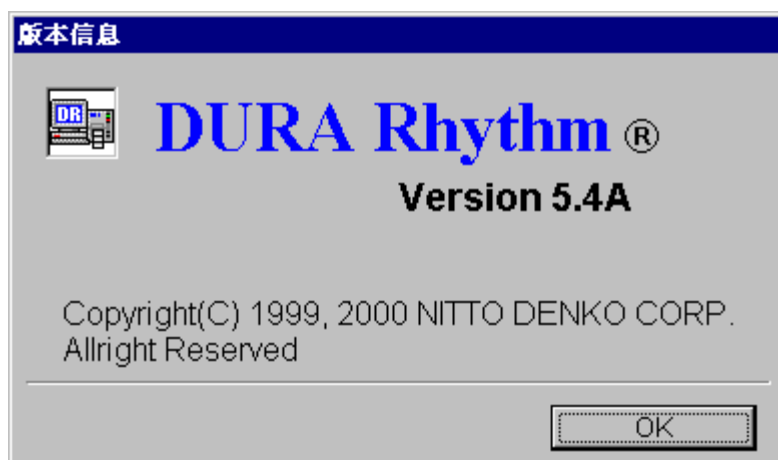 版本信息
DR
DURA Rhythm ®
Version 5.4A
Copyright(C) 1999, 2000 NITTO DENKO CORP.
Allright Reserved
OK